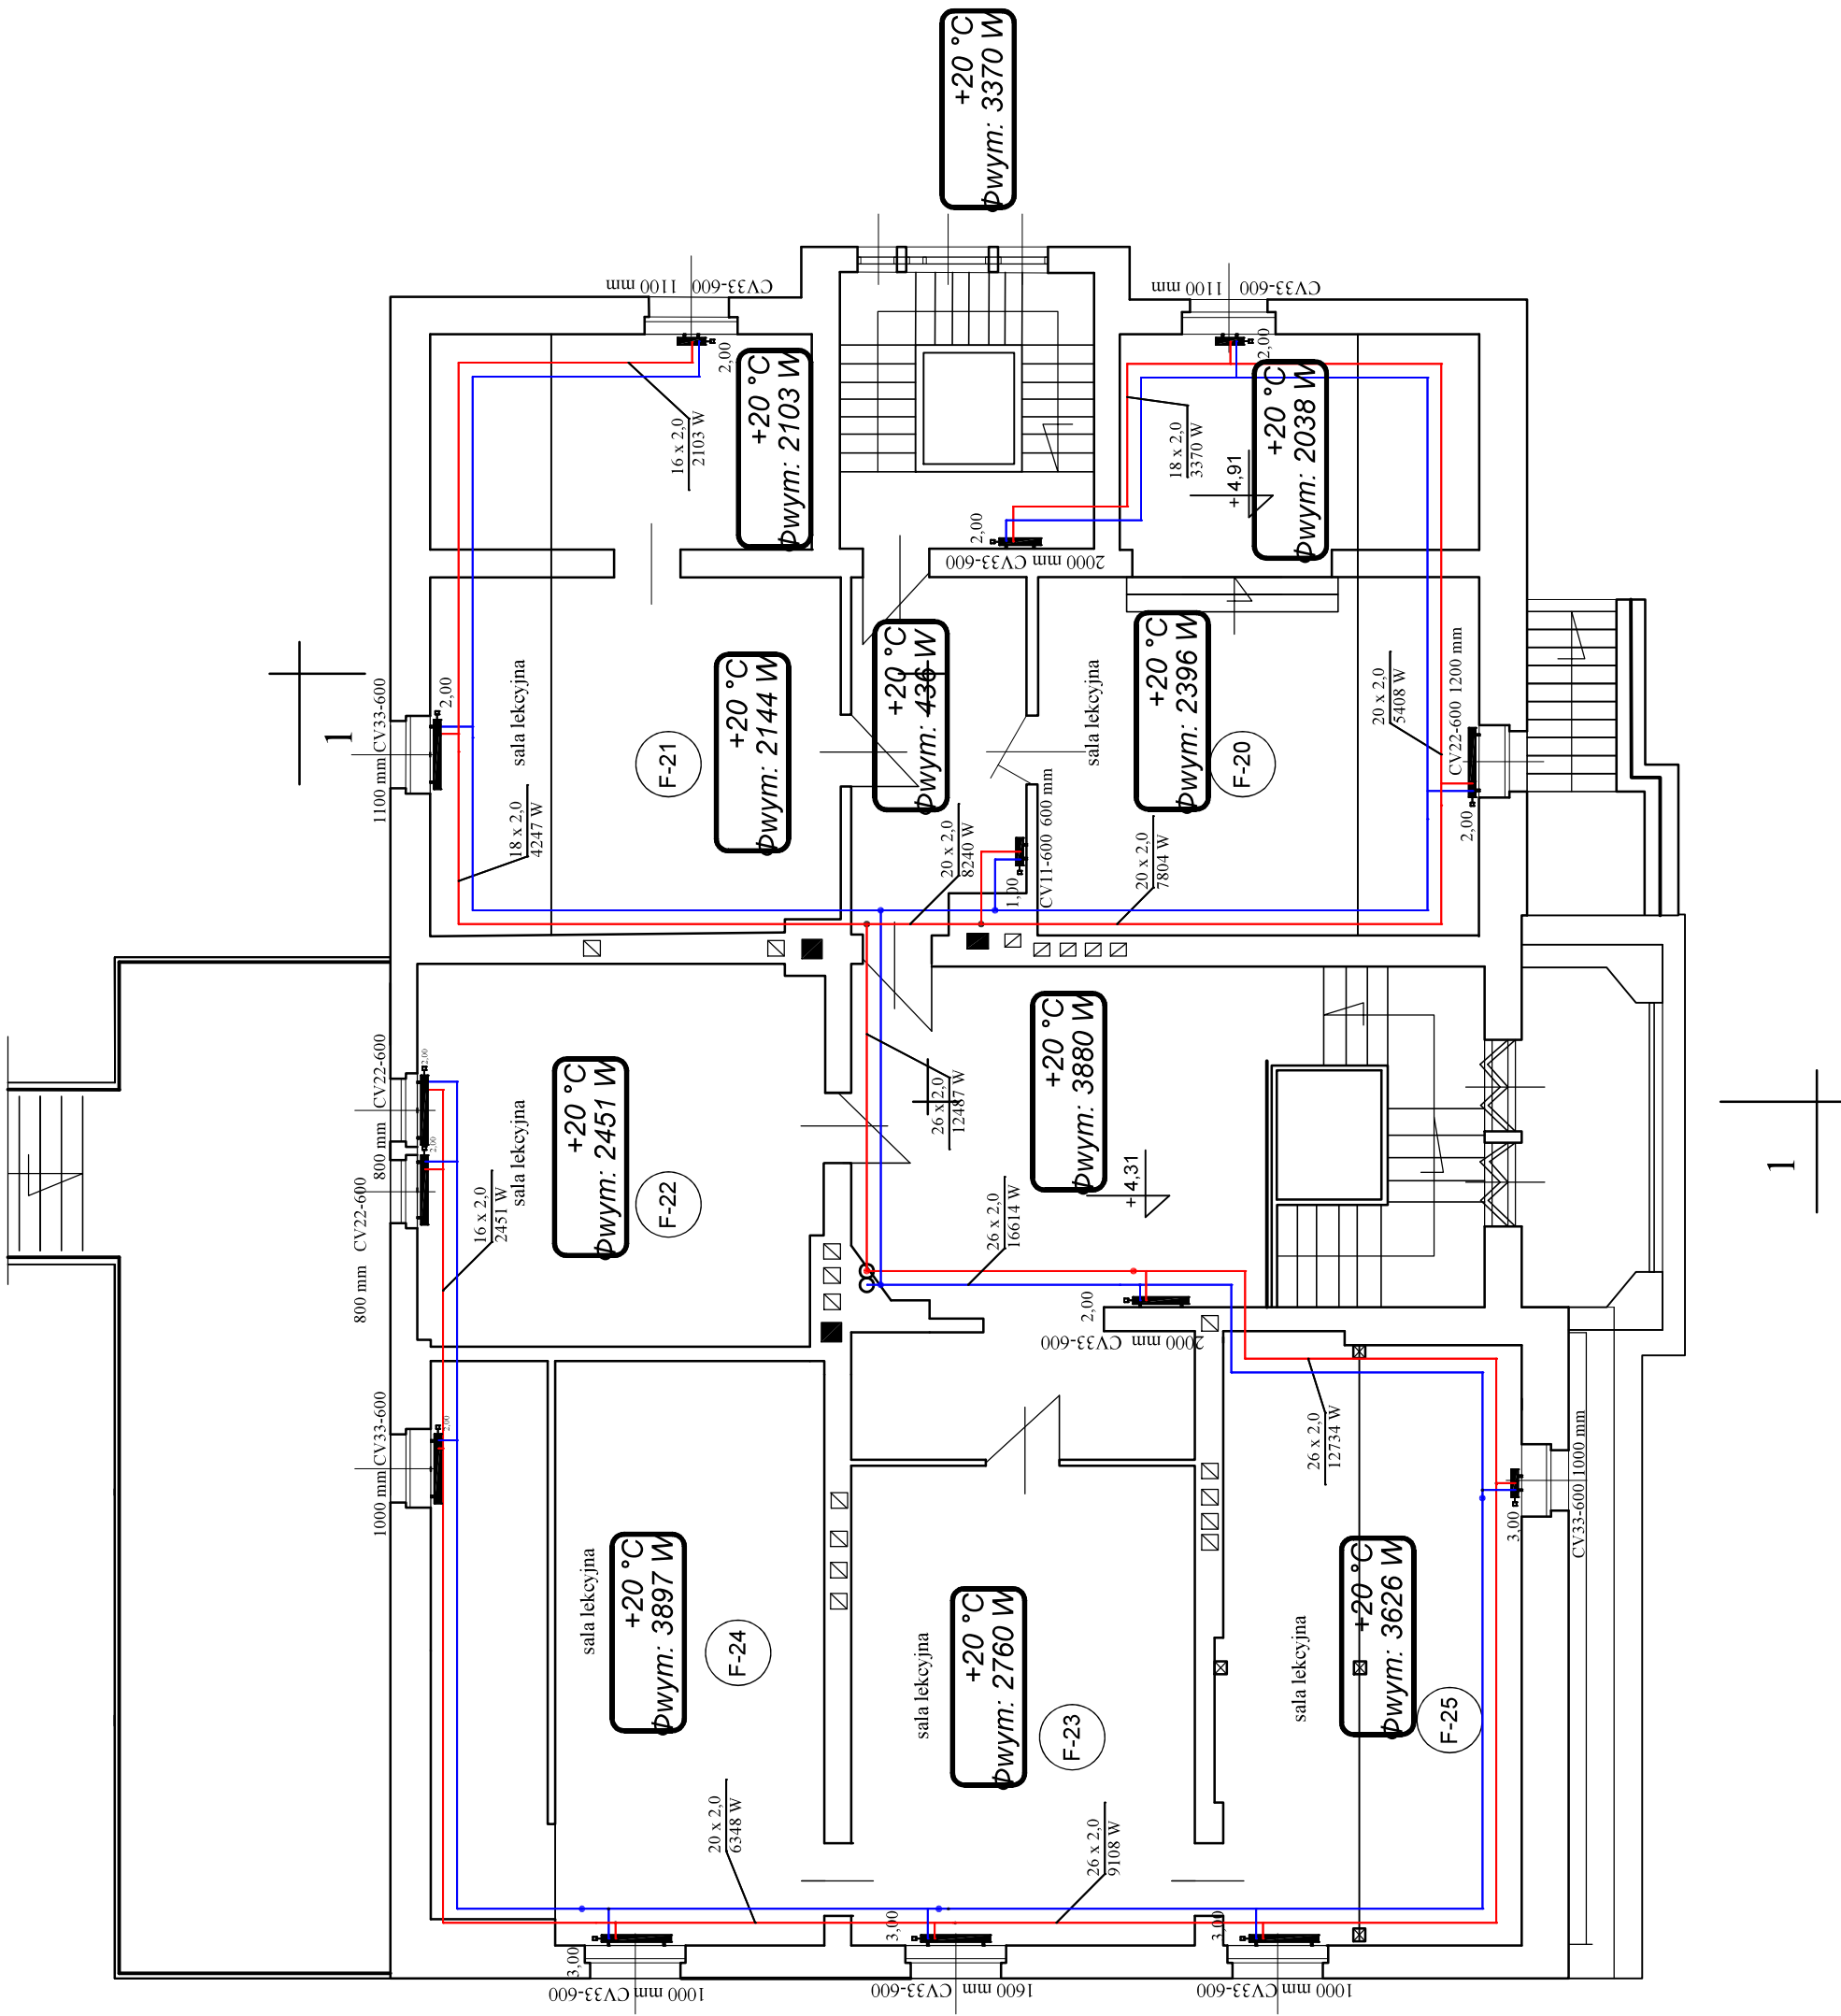 +20 °C
Φwym: 3370 W
1100 mm
CV33-600
1100 mm
CV33-600
2,00
2,00
+20 °C
Φwym: 2103 W
16 x 2,0
2103 W
18 x 2,0
3370 W
+ 4,91
+20 °C
Φwym: 2038 W
2,00
2000 mm CV33-600
1
1100 mm CV33-600
2,00
sala lekcyjna
F-21
+20 °C
Φwym: 2144 W
18 x 2,0
4247 W
+20 °C
Φwym: 436 W
20 x 2,0
8240 W
1,00
CV11-600 600 mm
sala lekcyjna
+20 °C
Φwym: 2396 W
F-20
20 x 2,0
7804 W
20 x 2,0
5408 W
CV22-600 1200 mm
2,00
800 mm CV22-600
2,00
800 mm CV22-600
2,00
16 x 2,0
2451 W
sala lekcyjna
+20 °C
Φwym: 2451 W
F-22
26 x 2,0
12487 W
+20 °C
Φwym: 3880 W
+ 4,31
26 x 2,0
16614 W
2,00
2000 mm CV33-600
1
1000 mm CV33-600
2,00
sala lekcyjna
+20 °C
Φwym: 3897 W
F-24
20 x 2,0
6348 W
3,00
1000 mm CV33-600
sala lekcyjna
+20 °C
Φwym: 2760 W
F-23
26 x 2,0
9108 W
3,00
1600 mm CV33-600
26 x 2,0
12734 W
3,00
CV33-600 1000 mm
sala lekcyjna
+20 °C
Φwym: 3626 W
F-25
3,00
1000 mm CV33-600